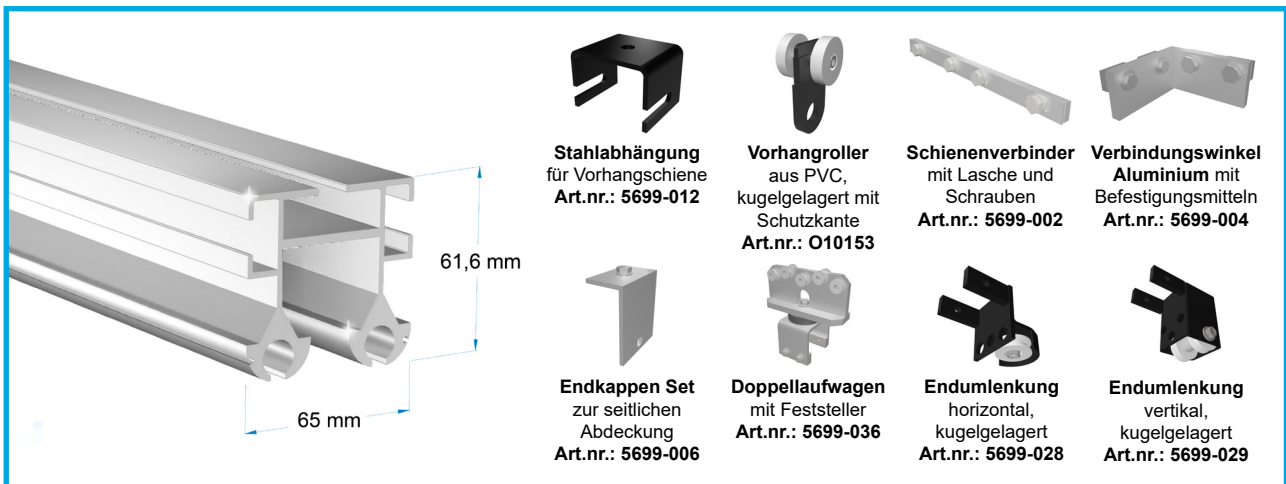 61,6 mm
65 mm
Stahlabhängung
für Vorhangschiene
Art.nr.: 5699-012
Vorhangroller
aus PVC,
kugelgelagert mit
Schutzkante
Art.nr.: O10153
Schienenverbinder
mit Lasche und
Schrauben
Art.nr.: 5699-002
Verbindungswinkel
Aluminium mit
Befestigungsmitteln
Art.nr.: 5699-004
Endkappen Set
zur seitlichen
Abdeckung
Art.nr.: 5699-006
Doppellaufwagen
mit Feststeller
Art.nr.: 5699-036
Endumlenkung
horizontal,
kugelgelagert
Art.nr.: 5699-028
Endumlenkung
vertikal,
kugelgelagert
Art.nr.: 5699-029